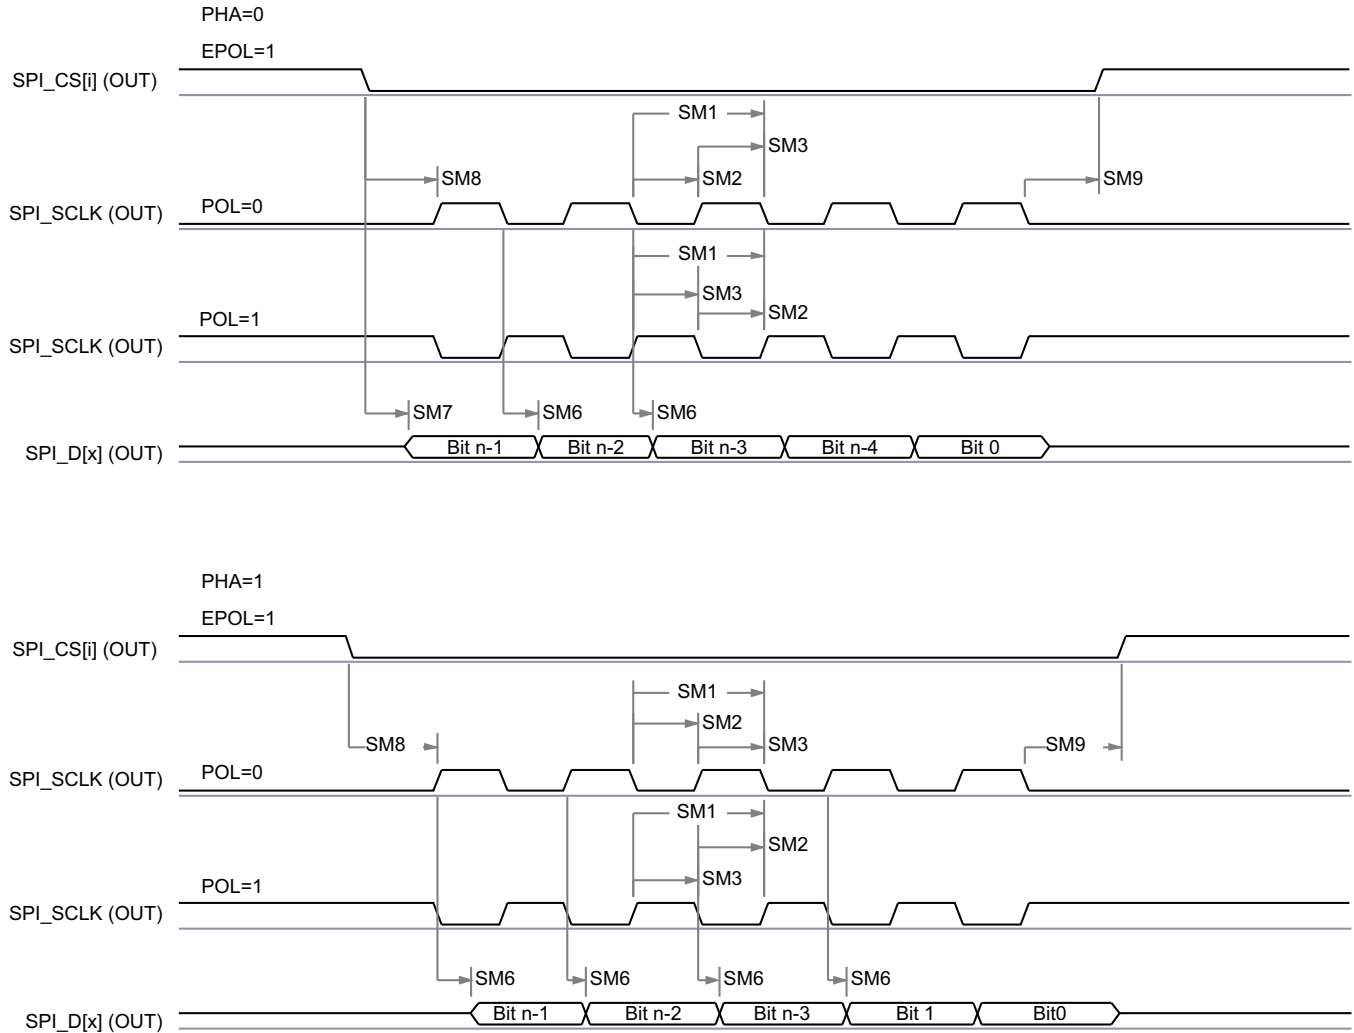 PHA=0
EPOL=1
SPI_CS[i] (OUT)
SM1
SM3
SM8
SM2
SM9
POL=0
SPI_SCLK (OUT)
SM1
SM3
SM2
POL=1
SPI_SCLK (OUT)
SM7
SM6
SM6
SPI_D[x] (OUT)
Bit n-1
Bit n-2
Bit n-3
Bit n-4
Bit 0
PHA=1
EPOL=1
SPI_CS[i] (OUT)
SM1
SM2
SM8
SM3
SM9
POL=0
SPI_SCLK (OUT)
SM1
SM2
SM3
POL=1
SPI_SCLK (OUT)
SM6
SM6
SM6
SM6
SPI_D[x] (OUT)
Bit n-1
Bit n-2
Bit n-3
Bit 1
Bit0